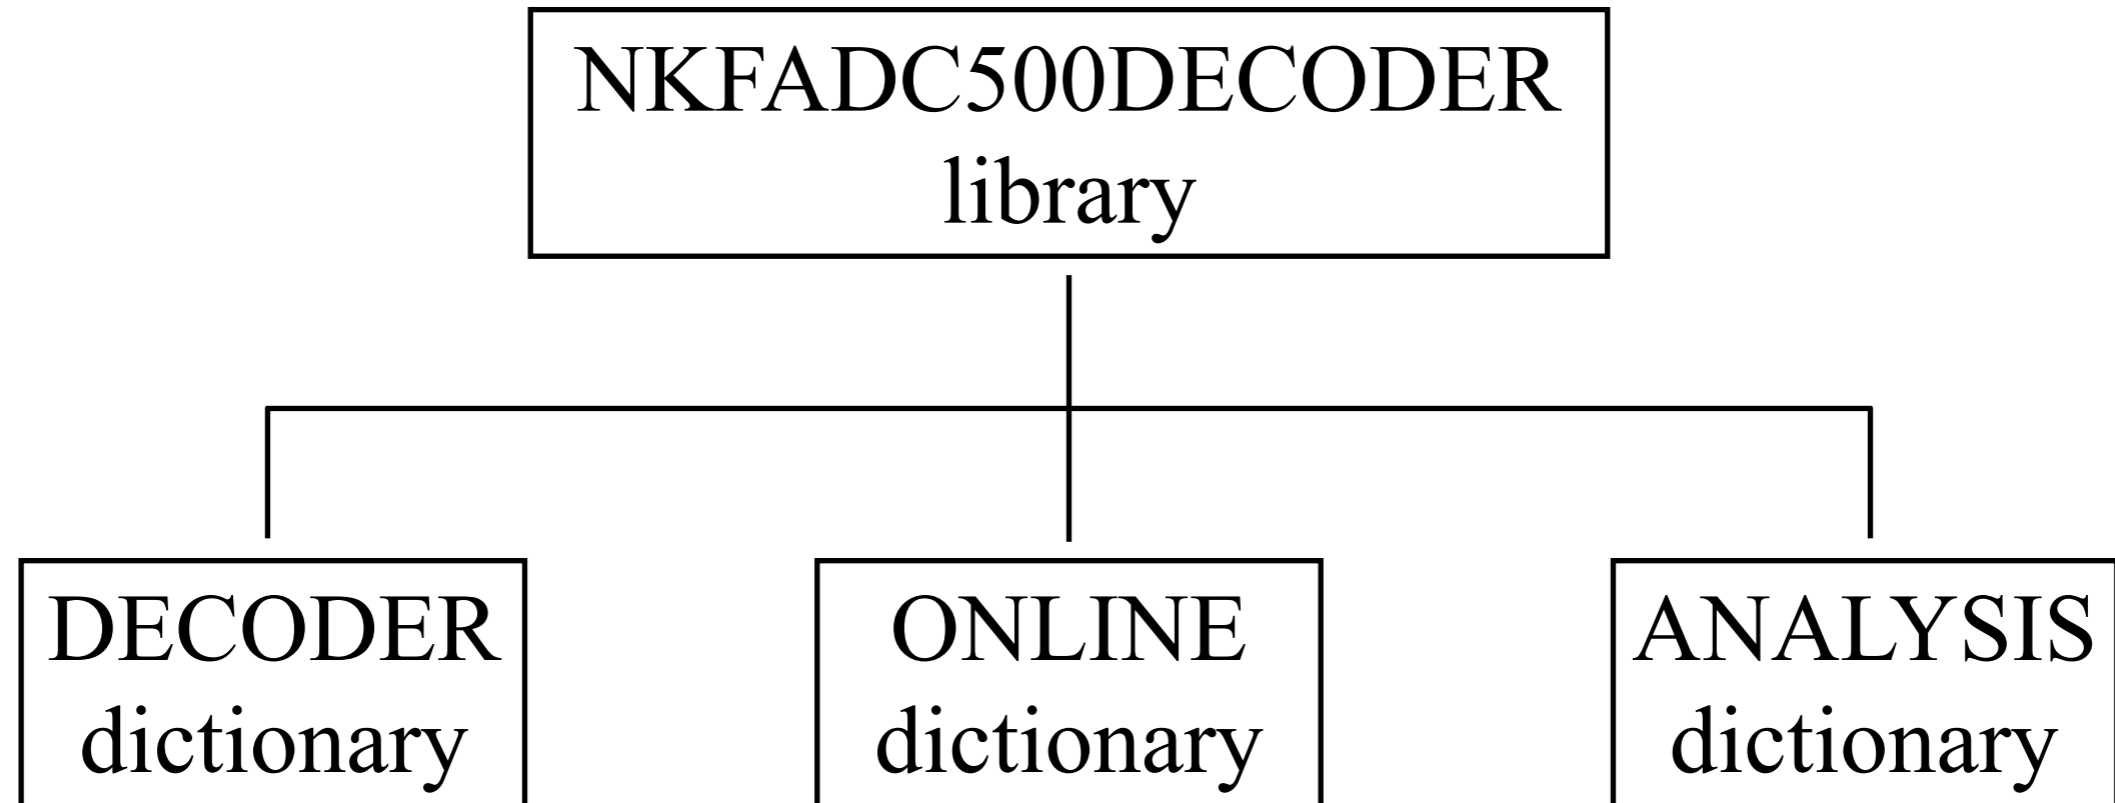 NKFADC500DECODER
library
DECODER
dictionary
ONLINE
dictionary
ANALYSIS
dictionary